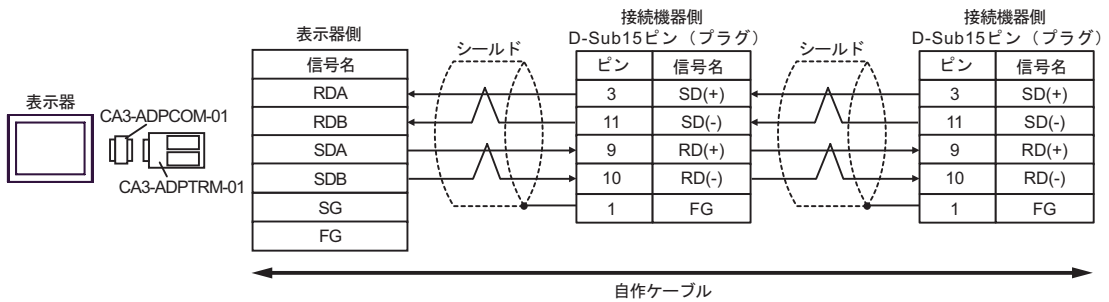 表示器
CA3-ADPCOM-01
CA3-ADPTRM-01
表示器側
信号名
RDA
RDB
SDA
SDB
SG
FG
シールド
接続機器側
D-Sub15ピン（プラグ）
ピン 信号名
3 SD(+)
11 SD(-)
9 RD(+)
10 RD(-)
1 FG
シールド
接続機器側
D-Sub15ピン（プラグ）
ピン 信号名
3 SD(+)
11 SD(-)
9 RD(+)
10 RD(-)
1 FG
自作ケーブル